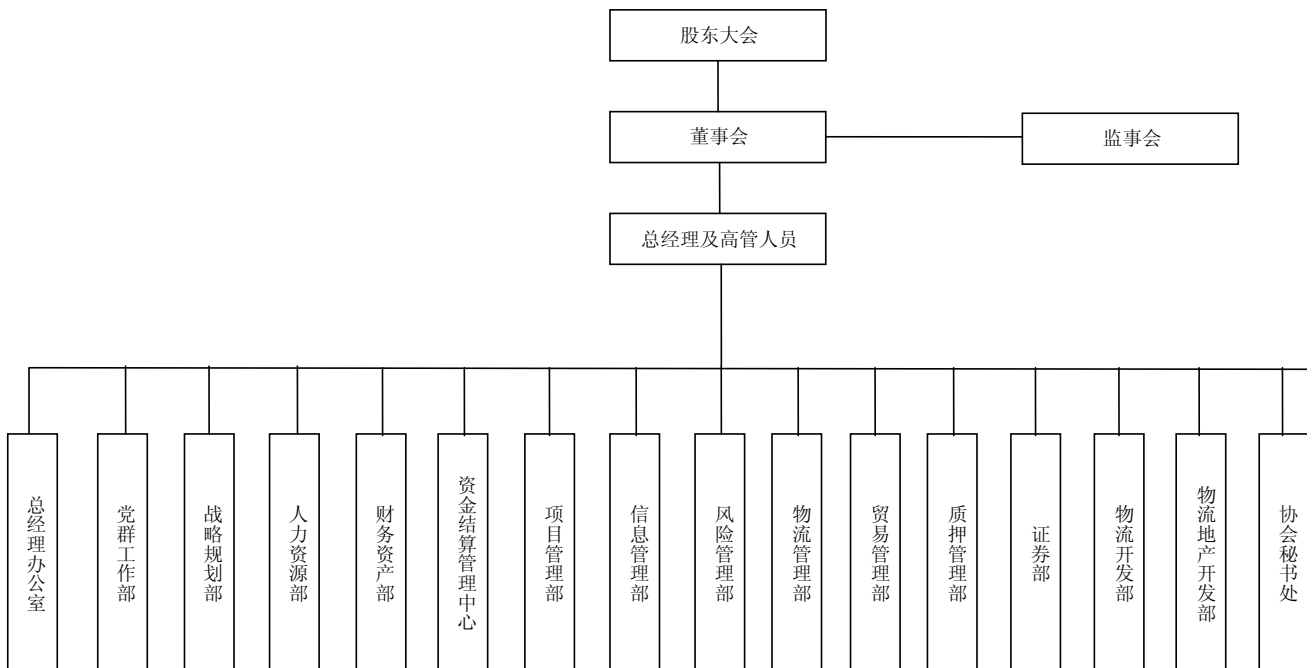 股东大会
董事会
监事会
总经理及高管人员
总经理办公室
党群工作部
战略规划部
人力资源部
财务资产部
资金结算管理中心
项目管理部
信息管理部
风险管理部
物流管理部
贸易管理部
质押管理部
证券部
物流开发部
物流地产开发部
协会秘书处